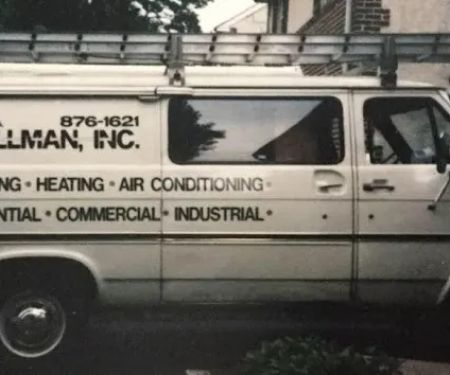 876-1621
LLMAN, INC.
NG • HEATING • AIR CONDITIONING •
NTIAL • COMMERCIAL • INDUSTRIAL •